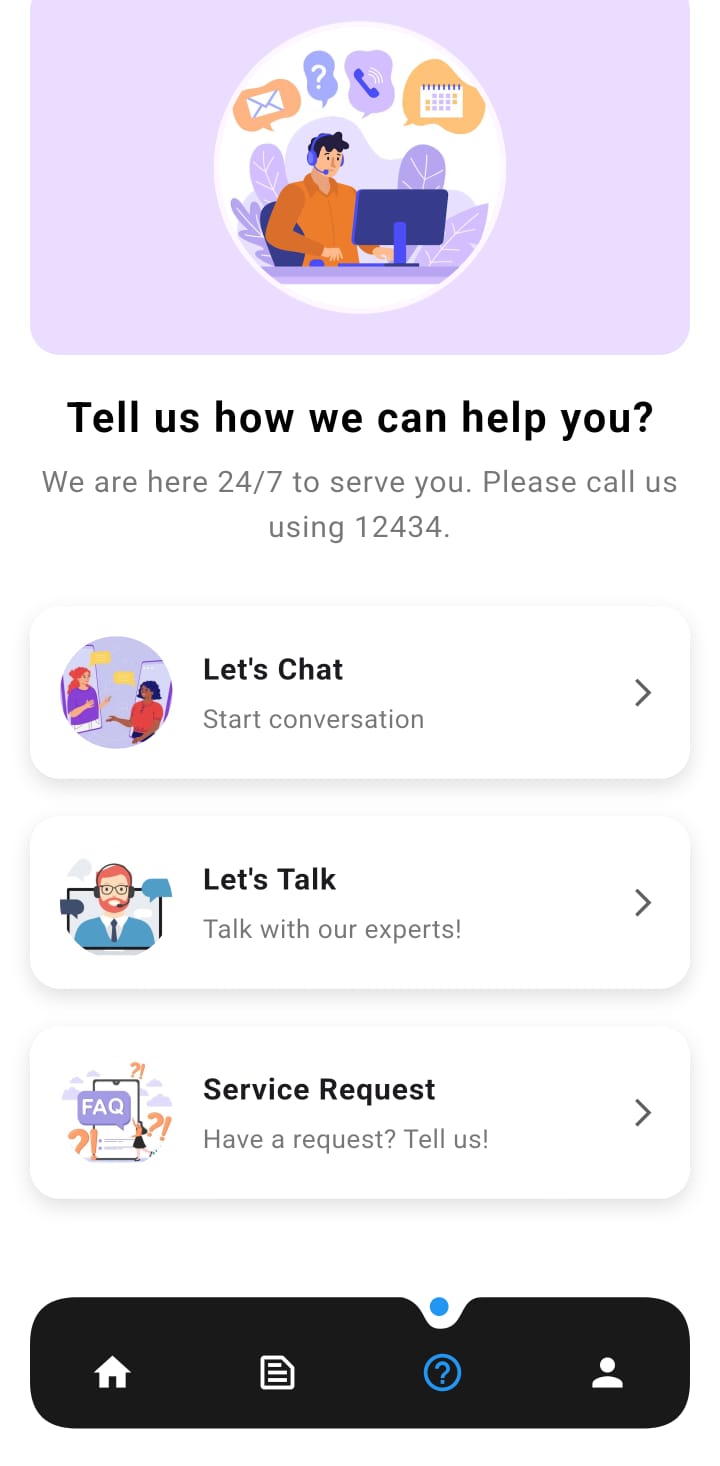 ?
Tell us how we can help you?
We are here 24/7 to serve you. Please call us
using 12434.
Let's Chat
Start conversation
Let's Talk
Talk with our experts!
?!
FAQ
?!
?!
Service Request
Have a request? Tell us!
?